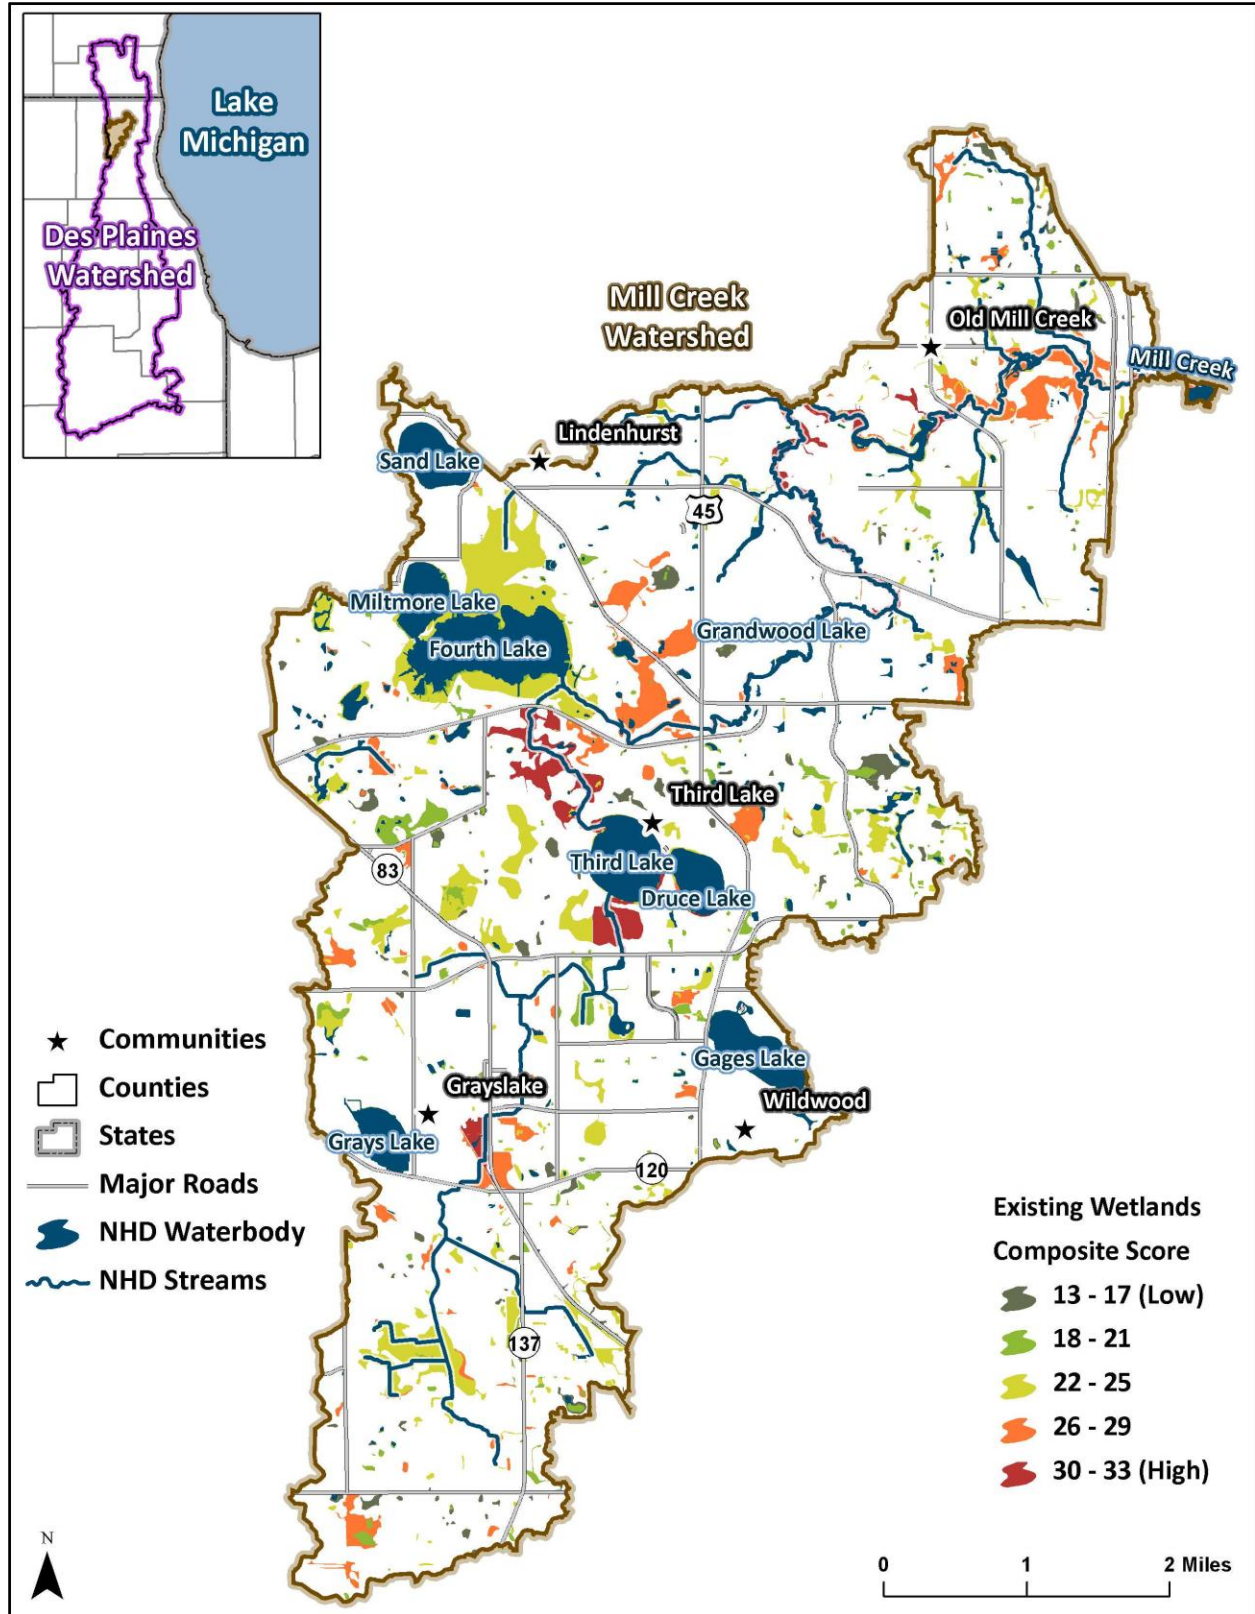 Lake
Michigan
Des Plaines
Watershed
Mill Creek
Watershed
Old Mill Creek
Mill Creek
Lindenhurst
Sand Lake
45
Miltmore Lake
Grandwood Lake
Fourth Lake
Third Lake
83
Third Lake
Druce Lake
Gages Lake
Grayslake
Wildwood
Grays Lake
120
137
Communities
Counties
States
Major Roads
NHD Waterbody
NHD Streams
Existing Wetlands
Composite Score
13 - 17 (Low)
18 - 21
22 - 25
26 - 29
30 - 33 (High)
N
0 1 2 Miles